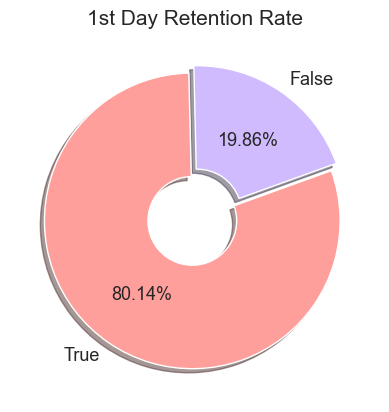 1st Day Retention Rate
False
19.86%
80.14%
True